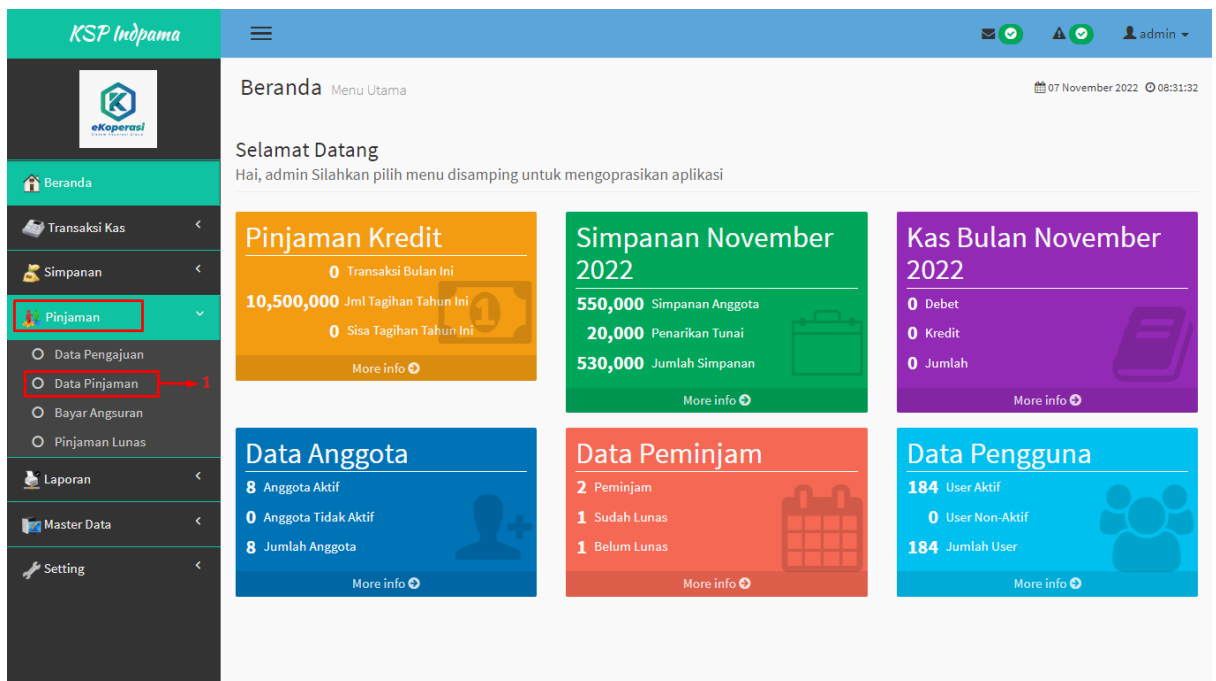 KSP Indpama
admin
eKoperasi
Beranda Menu Utama
07 November 2022 08:31:32
Selamat Datang
Hai, admin Silahkan pilih menu disamping untuk mengoprasikan aplikasi
Beranda
Transaksi Kas
Simpanan
Pinjaman
Data Pengajuan
Data Pinjaman 1
Bayar Angsuran
Pinjaman Lunas
Laporan
Master Data
Setting
Pinjaman Kredit
0 Transaksi Bulan Ini
10,500,000 Jml Tagihan Tahun Ini
0 Sisa Tagihan Tahun Ini
More info
Simpanan November
2022
550,000 Simpanan Anggota
20,000 Penarikan Tunai
530,000 Jumlah Simpanan
More info
Kas Bulan November
2022
0 Debet
0 Kredit
0 Jumlah
More info
Data Anggota
8 Anggota Aktif
0 Anggota Tidak Aktif
8 Jumlah Anggota
More info
Data Peminjam
2 Peminjam
1 Sudah Lunas
1 Belum Lunas
More info
Data Pengguna
184 User Aktif
0 User Non-Aktif
184 Jumlah User
More info